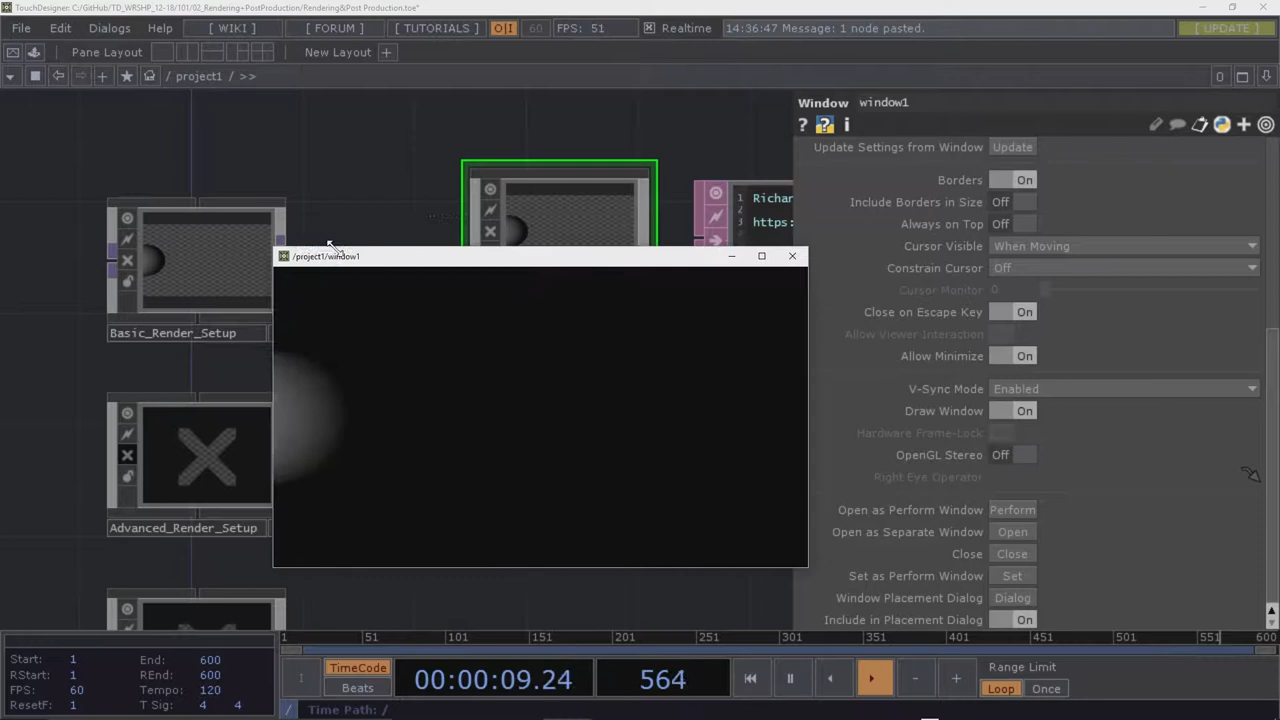 TouchDesigner: C:/GitHub/TD_WRSHP_12-18/101/02_Rendering+PostProduction/Rendering&Post Production.toe*
File Edit Dialogs Help [ WIKI ] [ FORUM ] [ TUTORIALS ] O|I 60 FPS: 51 Realtime 14:36:47 Message: 1 node pasted. [ UPDATE ]
Pane Layout New Layout +
/ project1 / >> 0
Window window1
? ? i
Update Settings from Window Update
Borders On
Include Borders in Size Off
Always on Top Off
Cursor Visible When Moving
Constrain Cursor Off
Cursor Monitor 0
Close on Escape Key On
Allow Viewer Interaction
Allow Minimize On
V-Sync Mode Enabled
Draw Window On
Hardware Frame-Lock
OpenGL Stereo Off
Right Eye Operator
Open as Perform Window Perform
Open as Separate Window Open
Close Close
Set as Perform Window Set
Window Placement Dialog Dialog
Include in Placement Dialog On
1 Richar
2
3 https:
/project1/window1
Basic_Render_Setup
Advanced_Render_Setup
1 51 101 151 201 251 301 351 401 451 501 551 600
Start: 1 End: 600
RStart: 1 REnd: 600
FPS: 60 Tempo: 120
ResetF: 1 T Sig: 4 4
1 TimeCode
Beats
00:00:09.24 564
Range Limit
Loop Once
/ Time Path: /